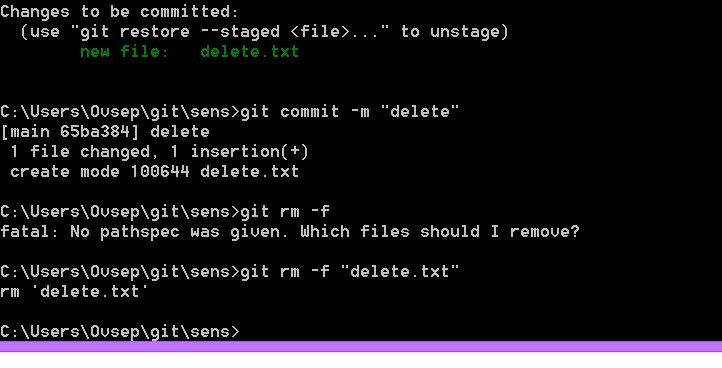 Changes to be committed:
  (use "git restore --staged <file>..." to unstage)
        new file:   delete.txt
C:\Users\Ovsep\git\sens>git commit -m "delete"
[main 65ba384] delete
 1 file changed, 1 insertion(+)
 create mode 100644 delete.txt
C:\Users\Ovsep\git\sens>git rm -f
fatal: No pathspec was given. Which files should I remove?
C:\Users\Ovsep\git\sens>git rm -f "delete.txt"
rm 'delete.txt'
C:\Users\Ovsep\git\sens>